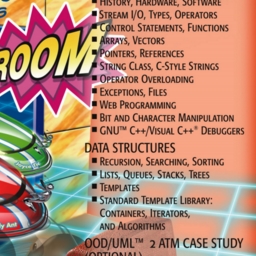 HISTORY, HARDWARE, SOFTWARE
STREAM I/O, TYPES, OPERATORS
CONTROL STATEMENTS, FUNCTIONS
ARRAYS, VECTORS
POINTERS, REFERENCES
ROOM
STRING CLASS, C-STYLE STRINGS
OPERATOR OVERLOADING
EXCEPTIONS, FILES
WEB PROGRAMMING
BIT AND CHARACTER MANIPULATION
GNU™ C++/VISUAL C++® DEBUGGERS
DATA STRUCTURES
RECURSION, SEARCHING, SORTING
LISTS, QUEUES, STACKS, TREES
TEMPLATES
STANDARD TEMPLATE LIBRARY:
CONTAINERS, ITERATORS,
AND ALGORITHMS
OOD/UML™ 2 ATM CASE STUDY
(OPTIONAL)